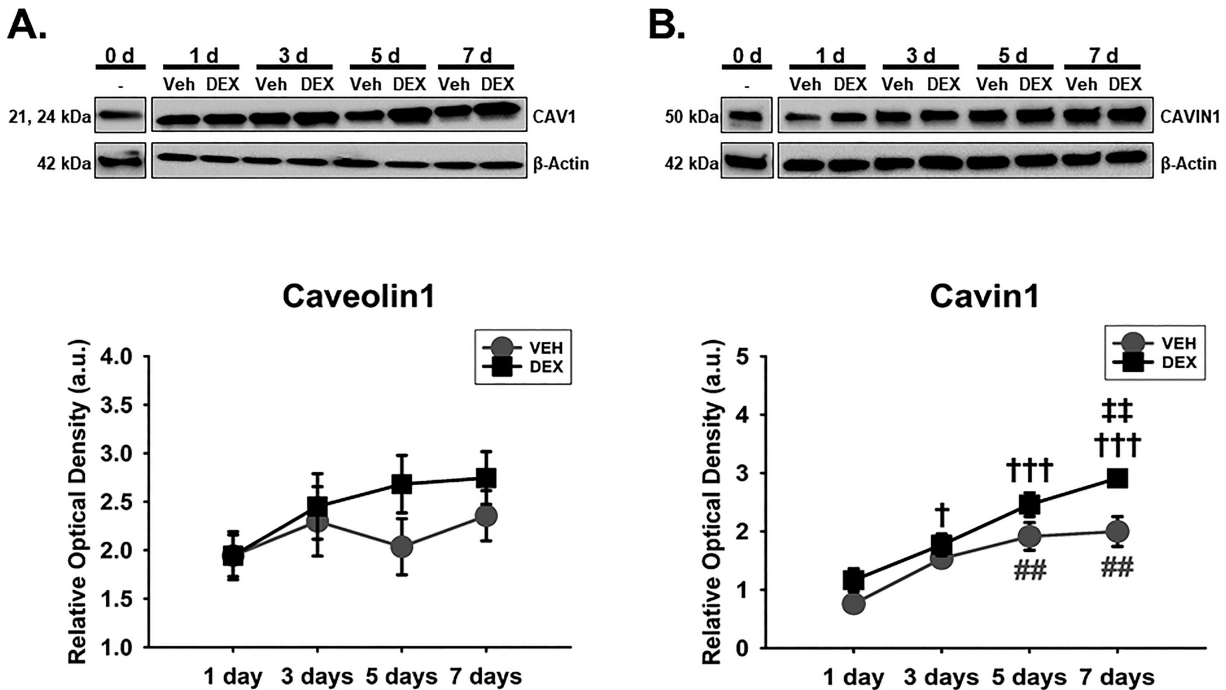 A.
0 d 1 d 3 d 5 d 7 d
- Veh DEX Veh DEX Veh DEX Veh DEX
21, 24 kDa CAV1
42 kDa β-Actin
Caveolin1
VEH
DEX
Relative Optical Density (a.u.)
4.0
3.5
3.0
2.5
2.0
1.5
1.0
1 day 3 days 5 days 7 days
B.
0 d 1 d 3 d 5 d 7 d
- Veh DEX Veh DEX Veh DEX Veh DEX
50 kDa CAVIN1
42 kDa β-Actin
Cavin1
VEH
DEX
Relative Optical Density (a.u.)
5
4
3
2
1
0
‡‡
††† †††
†
## ##
1 day 3 days 5 days 7 days